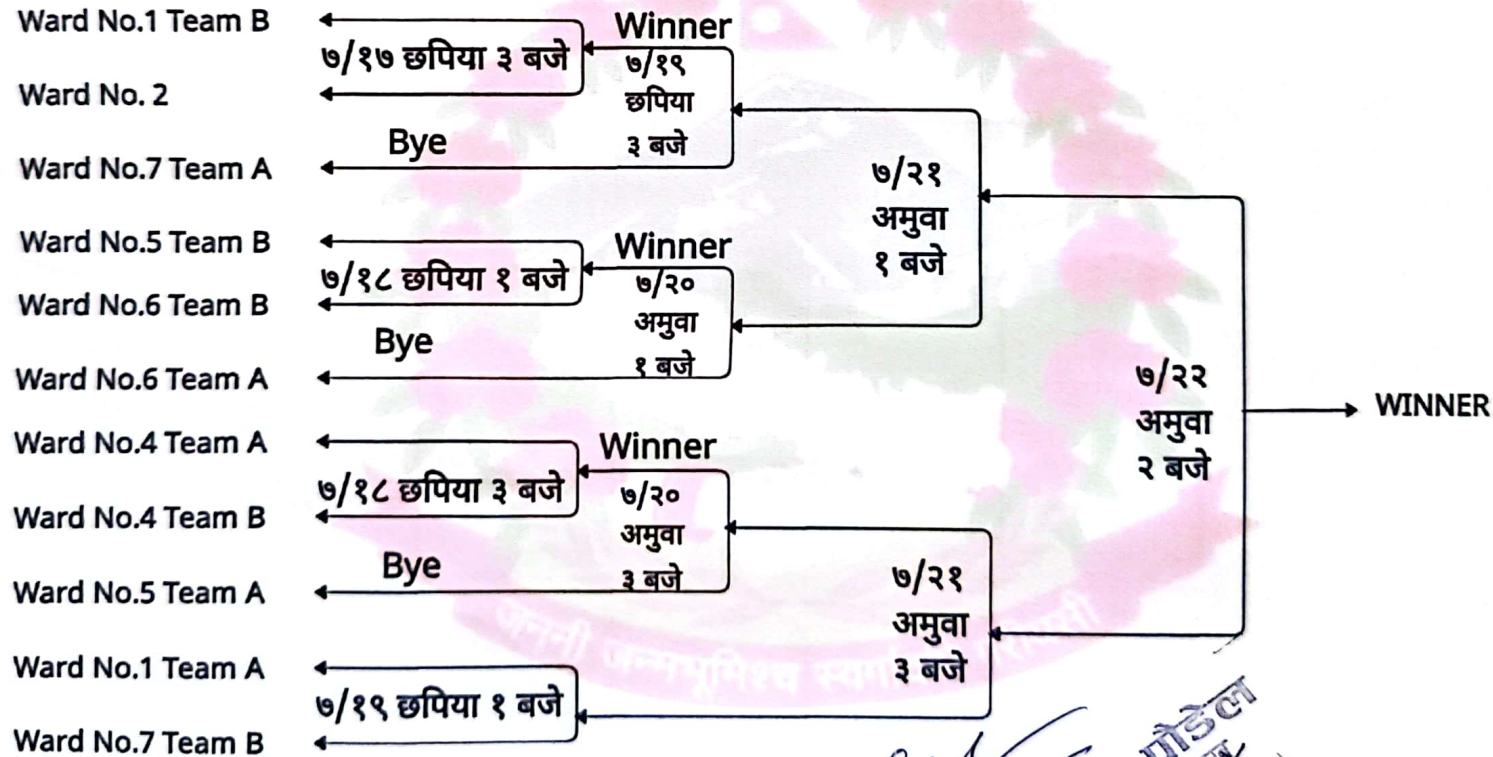 Ward No.1 Team B
७/१७ छपिया ३ बजे
Ward No. 2
Winner
७/१९
छपिया
३ बजे
Bye
Ward No.7 Team A
Ward No.5 Team B
७/१८ छपिया १ बजे
Ward No.6 Team B
Winner
७/२०
अमुवा
१ बजे
Bye
Ward No.6 Team A
७/२१
अमुवा
१ बजे
Ward No.4 Team A
७/१८ छपिया ३ बजे
Ward No.4 Team B
Winner
७/२०
अमुवा
३ बजे
Bye
Ward No.5 Team A
Ward No.1 Team A
७/१९ छपिया १ बजे
Ward No.7 Team B
७/२१
अमुवा
३ बजे
७/२२
अमुवा
२ बजे
WINNER
जननी जन्मभूमिश्च
पौडेल